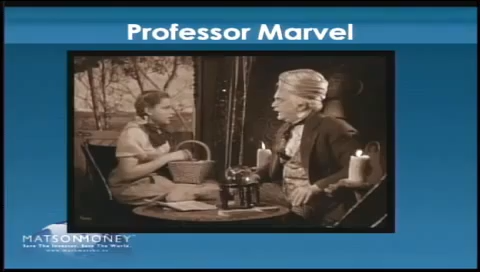 Professor Marvel
MATSONMONEY
Save The Investor. Save The World.